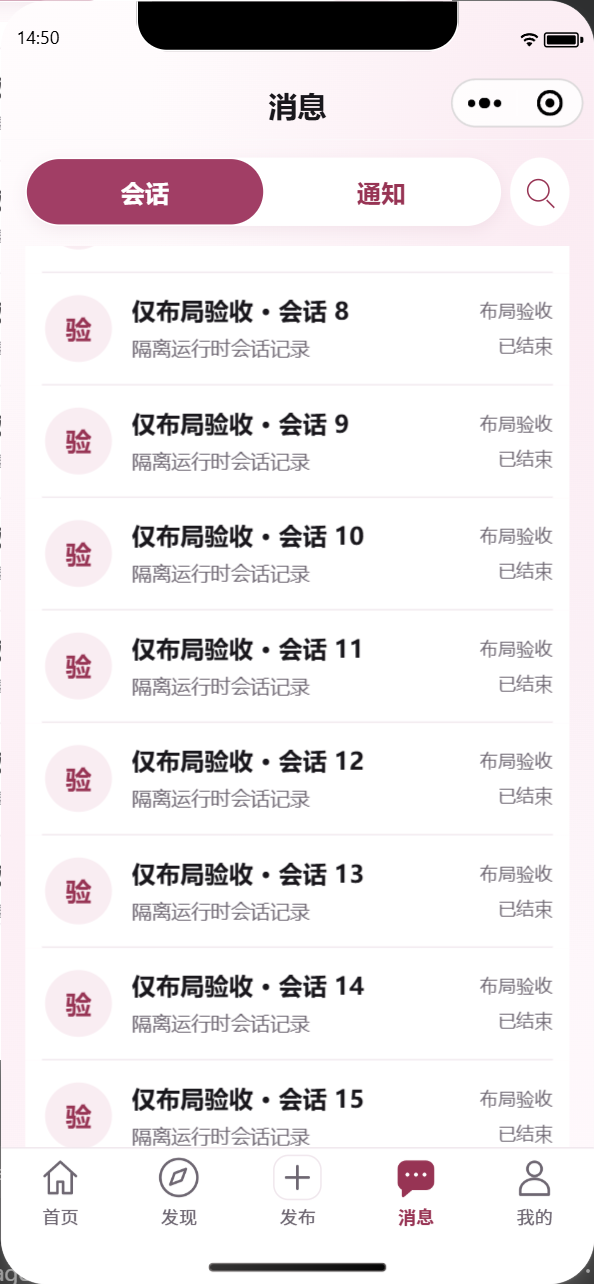 14:50
消息
会话
通知
验
仅布局验收 • 会话 8
布局验收
隔离运行时会话记录
已结束
验
仅布局验收 • 会话 9
布局验收
隔离运行时会话记录
已结束
验
仅布局验收 • 会话 10
布局验收
隔离运行时会话记录
已结束
验
仅布局验收 • 会话 11
布局验收
隔离运行时会话记录
已结束
验
仅布局验收 • 会话 12
布局验收
隔离运行时会话记录
已结束
验
仅布局验收 • 会话 13
布局验收
隔离运行时会话记录
已结束
验
仅布局验收 • 会话 14
布局验收
隔离运行时会话记录
已结束
验
仅布局验收 • 会话 15
布局验收
隔离运行时会话记录
已结束
首页
发现
发布
消息
我的